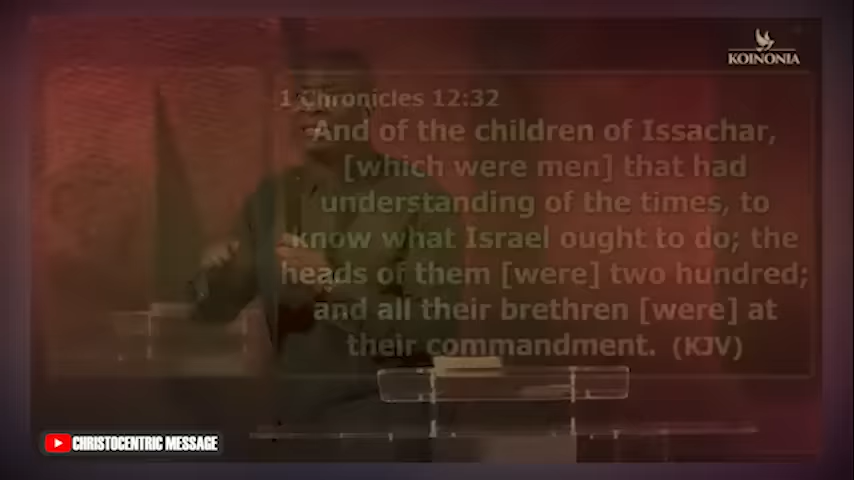 KOINONIA
1 Chronicles 12:32
And of the children of Issachar,
[which were men] that had
understanding of the times, to
know what Israel ought to do; the
heads of them [were] two hundred;
and all their brethren [were] at
their commandment. (KJV)
CHRISTOCENTRIC MESSAGE